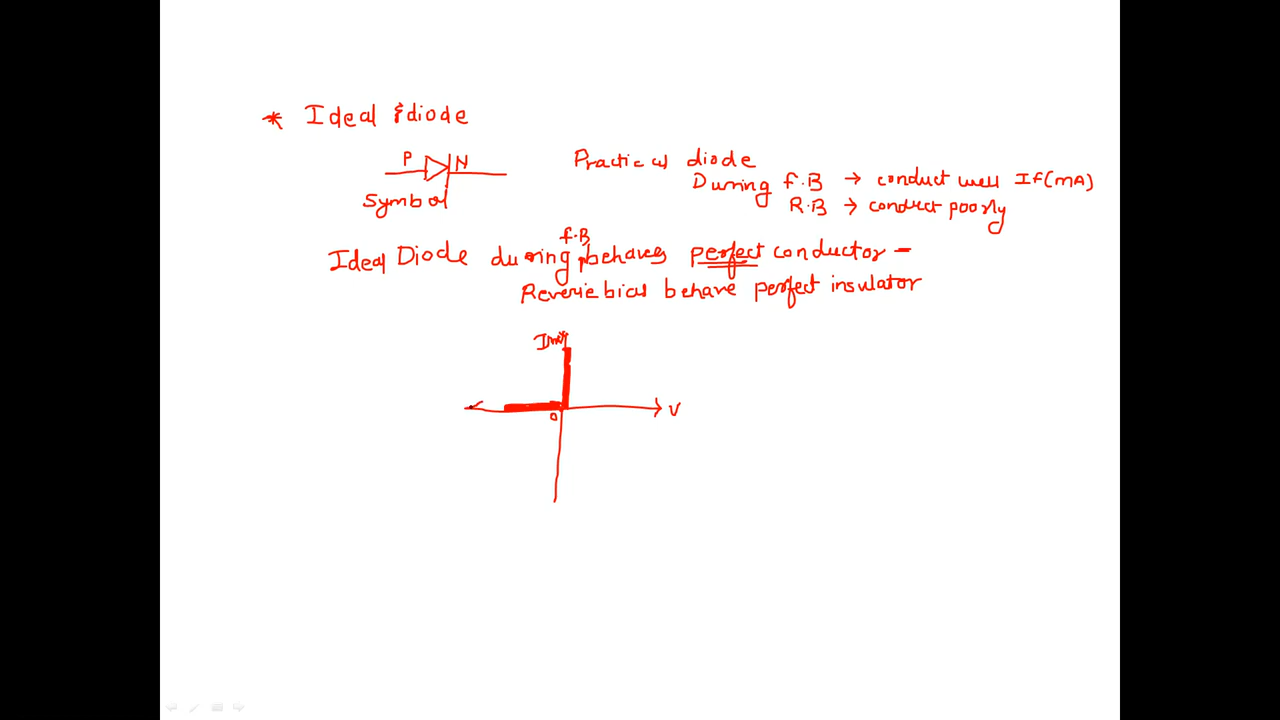 * Ideal diode
P N
Symbol
Practical diode
During f.B → conduct well If(mA)
R.B → conduct poorly
f.B
Ideal Diode during behaves perfect conductor -
Reverse bias behave perfect insulator
V
0